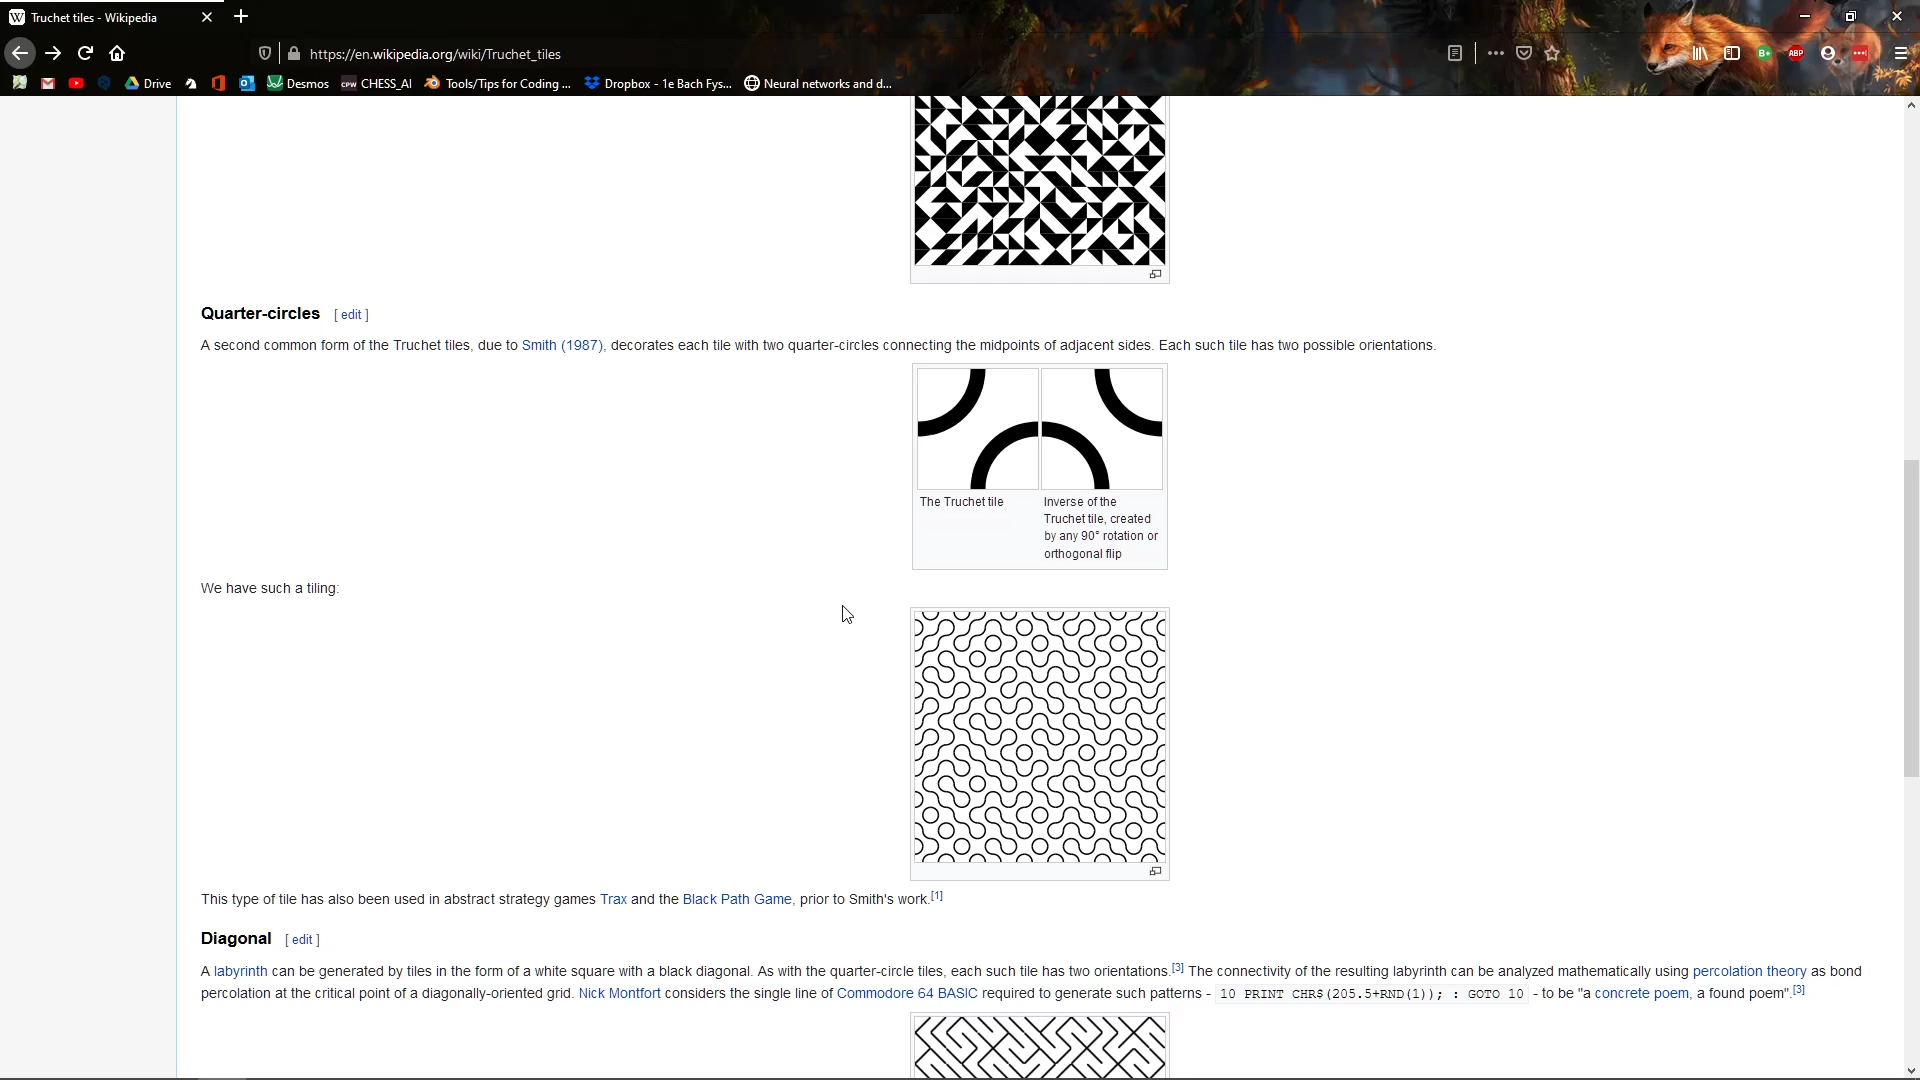 Truchet tiles - Wikipedia
https://en.wikipedia.org/wiki/Truchet_tiles
Drive
Desmos
CPW CHESS_AI
Tools/Tips for Coding ...
Dropbox - 1e Bach Fys...
Neural networks and d...
ABP
Quarter-circles [ edit ]
A second common form of the Truchet tiles, due to Smith (1987), decorates each tile with two quarter-circles connecting the midpoints of adjacent sides. Each such tile has two possible orientations.
The Truchet tile
Inverse of the
Truchet tile, created
by any 90° rotation or
orthogonal flip
We have such a tiling:
This type of tile has also been used in abstract strategy games Trax and the Black Path Game, prior to Smith's work.[1]
Diagonal [ edit ]
A labyrinth can be generated by tiles in the form of a white square with a black diagonal. As with the quarter-circle tiles, each such tile has two orientations.[3] The connectivity of the resulting labyrinth can be analyzed mathematically using percolation theory as bond
percolation at the critical point of a diagonally-oriented grid. Nick Montfort considers the single line of Commodore 64 BASIC required to generate such patterns - 10 PRINT CHR$(205.5+RND(1)); : GOTO 10 - to be "a concrete poem, a found poem".[3]